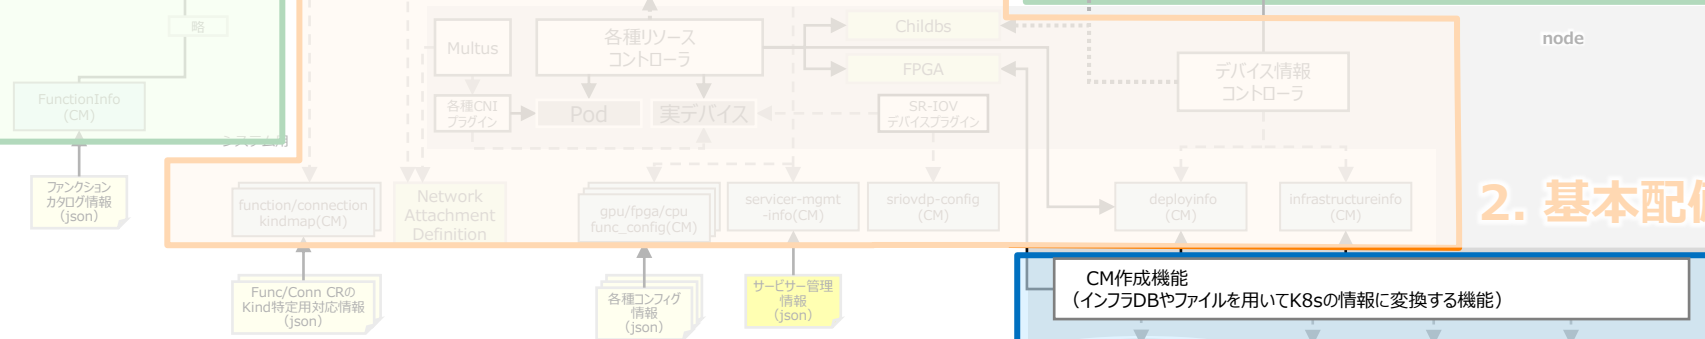 略
FunctionInfo
(CM)
システム用
ファンクション
カタログ情報
(json)
Multus
各種リソース
コントローラ
Childbs
FPGA
各種CNI
プラグイン
Pod
実デバイス
SR-IOV
デバイスプラグイン
デバイス情報
コントローラ
node
function/connection
kindmap(CM)
Network
Attachment
Definition
gpu/fpga/cpu
func_config(CM)
servicer-mgmt
-info(CM)
sriovdp-config
(CM)
deployinfo
(CM)
infrastructureinfo
(CM)
2. 基本配備
Func/Conn CRの
Kind特定用対応情報
(json)
各種コンフィグ
情報
(json)
サービサー管理
情報
(json)
CM作成機能
（インフラDBやファイルを用いてK8sの情報に変換する機能）